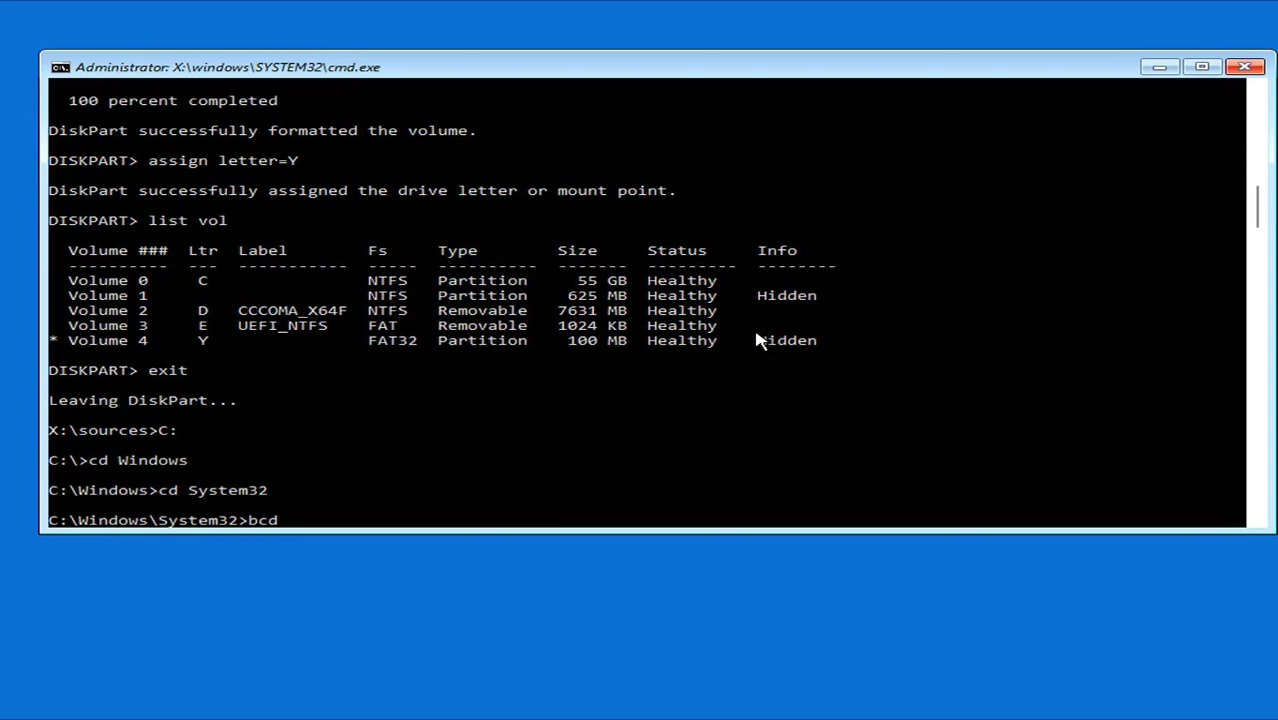 Administrator: X:\windows\SYSTEM32\cmd.exe
100 percent completed
DiskPart successfully formatted the volume.
DISKPART> assign letter=Y
DiskPart successfully assigned the drive letter or mount point.
DISKPART> list vol
Volume ### Ltr Label Fs Type Size Status Info
---------- --- ----------- ----- ---------- ------- --------- --------
Volume 0 C NTFS Partition 55 GB Healthy
Volume 1 NTFS Partition 625 MB Healthy Hidden
Volume 2 D CCCOMA_X64F NTFS Removable 7631 MB Healthy
Volume 3 E UEFI_NTFS FAT Removable 1024 KB Healthy
* Volume 4 Y FAT32 Partition 100 MB Healthy Hidden
DISKPART> exit
Leaving DiskPart...
X:\sources>C:
C:\>cd Windows
C:\Windows>cd System32
C:\Windows\System32>bcd